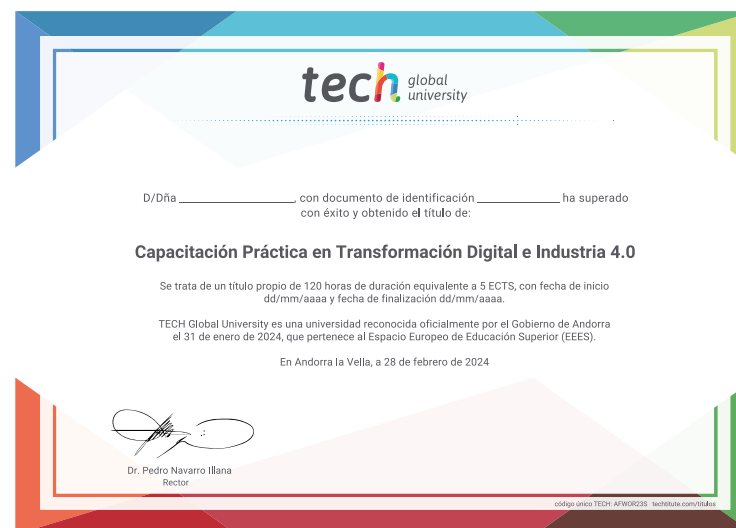 tech global
university
D/Dña ______________, con documento de identificación __________ ha superado
con éxito y obtenido el título de:
Capacitación Práctica en Transformación Digital e Industria 4.0
Se trata de un título propio de 120 horas de duración equivalente a 5 ECTS, con fecha de inicio
dd/mm/aaaa y fecha de finalización dd/mm/aaaa.
TECH Global University es una universidad reconocida oficialmente por el Gobierno de Andorra
el 31 de enero de 2024, que pertenece al Espacio Europeo de Educación Superior (EEES).
En Andorra la Vella, a 28 de febrero de 2024
Dr. Pedro Navarro Illana
Rector
código único TECH: AFWOR23S techtitute.com/títulos